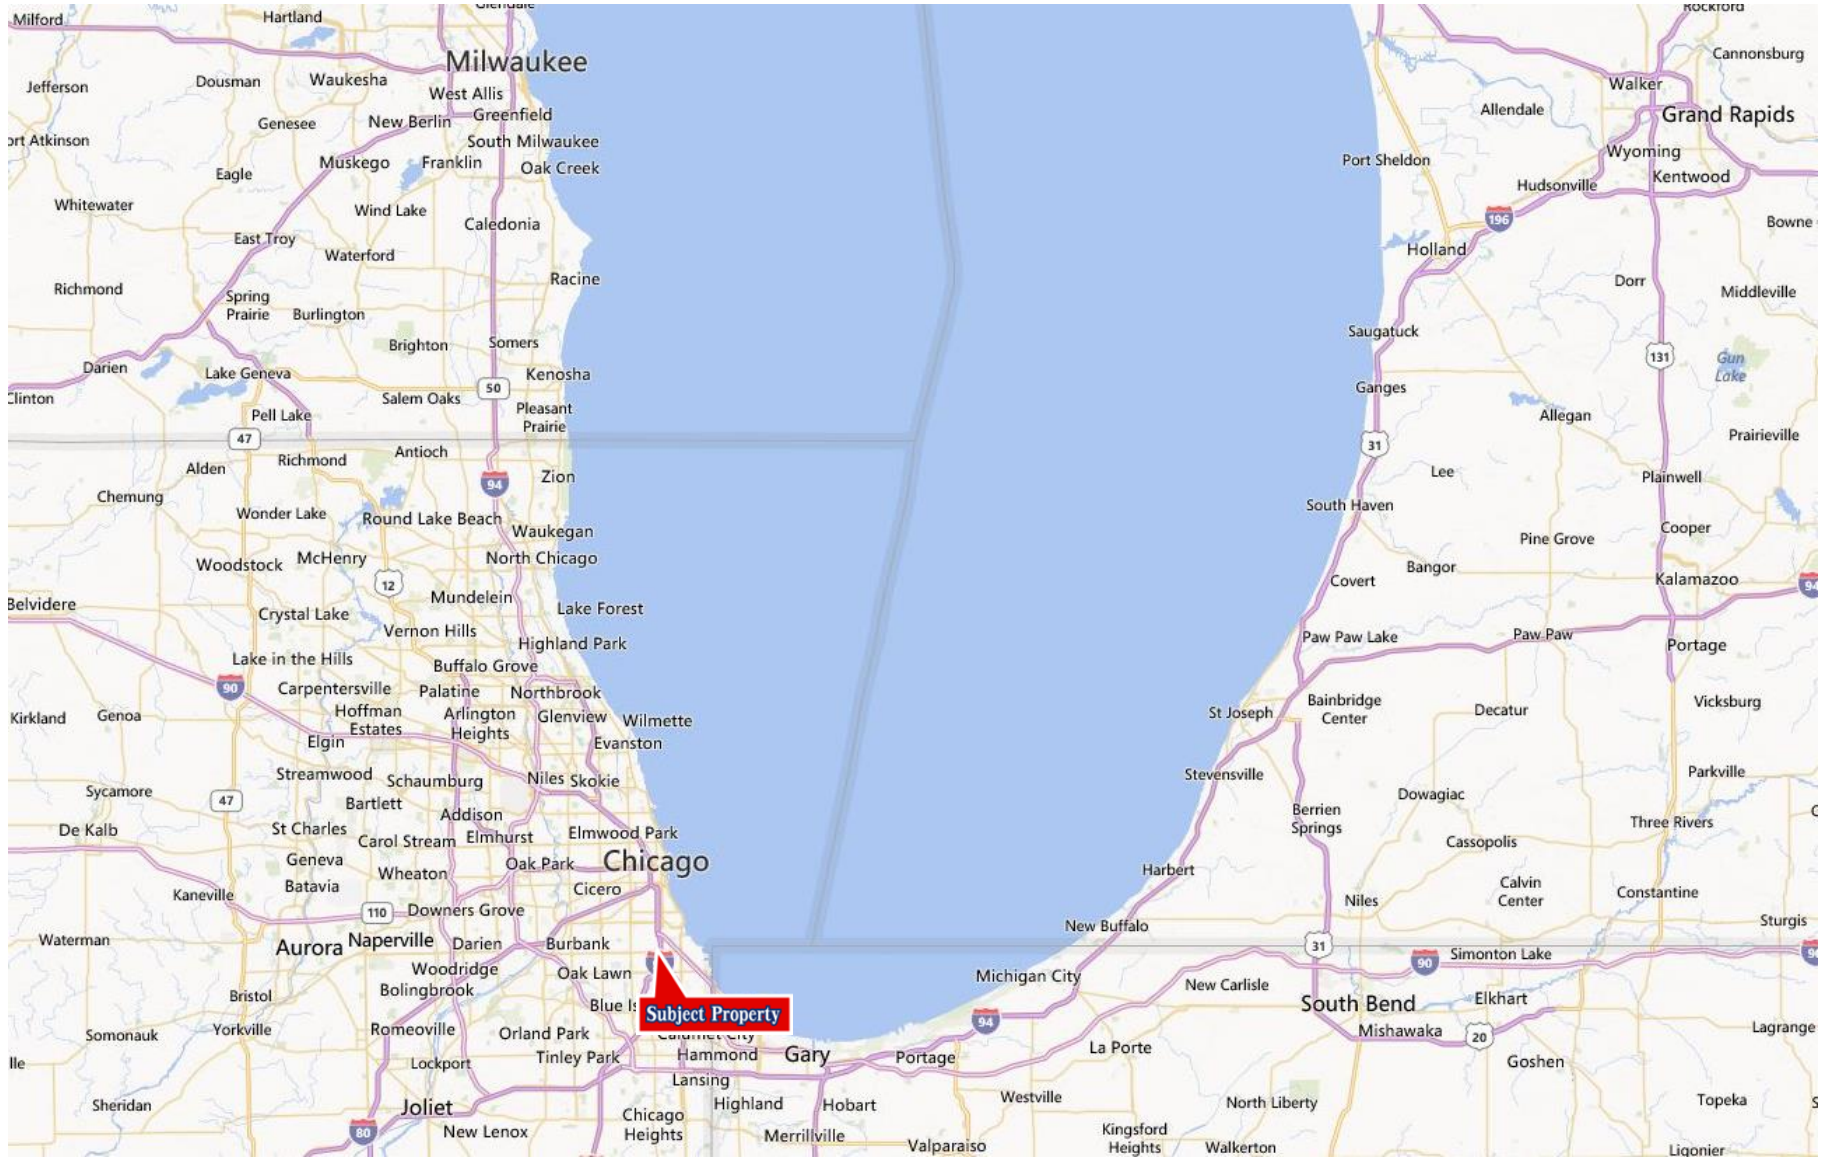 Glendale
Rockford
Milford
Hartland
Cannonsburg
Milwaukee
Jefferson
Dousman
Waukesha
Walker
West Allis
Allendale
Grand Rapids
Genesee
New Berlin
Greenfield
ort Atkinson
South Milwaukee
Muskego
Franklin
Oak Creek
Port Sheldon
Wyoming
Eagle
Hudsonville
Kentwood
Whitewater
Wind Lake
196
Caledonia
Bowne
East Troy
Waterford
Holland
Racine
Richmond
Spring
Prairie
Burlington
Dorr
Middleville
Brighton
Somers
Saugatuck
131
Gun
Lake
Darien
Lake Geneva
Kenosha
50
Ganges
Clinton
Salem Oaks
Pell Lake
Pleasant
Prairie
Allegan
47
31
Prairieville
Richmond
Antioch
Alden
Zion
Lee
Plainwell
94
Chemung
Wonder Lake
Round Lake Beach
South Haven
Waukegan
Cooper
Pine Grove
Woodstock
McHenry
North Chicago
Bangor
12
Covert
Kalamazoo
94
Mundelein
Belvidere
Crystal Lake
Lake Forest
Vernon Hills
Highland Park
Paw Paw Lake
Paw Paw
Portage
Lake in the Hills
Buffalo Grove
90
Carpentersville
Palatine
Northbrook
Bainbridge
Center
Vicksburg
Kirkland
Genoa
Hoffman
Estates
Arlington
Heights
Glenview
Wilmette
St Joseph
Decatur
Elgin
Evanston
Streamwood
Schaumburg
Niles
Skokie
Stevensville
Parkville
Sycamore
47
Bartlett
Dowagiac
Addison
Berrien
Springs
De Kalb
St Charles
Carol Stream
Elmhurst
Elmwood Park
Three Rivers
Cassopolis
Geneva
Oak Park
Chicago
Wheaton
Harbert
Batavia
Cicero
Kaneville
Calvin
Center
Constantine
110
Downers Grove
Niles
New Buffalo
Sturgis
Waterman
Aurora
Naperville
Darien
Burbank
31
90
Simonton Lake
Woodridge
Oak Lawn
Michigan City
Bolingbrook
New Carlisle
Bristol
Blue Is
Subject Property
South Bend
Elkhart
Somonauk
Yorkville
Romeoville
Orland Park
94
Mishawaka
20
Lagrange
Calumet City
lle
Lockport
Tinley Park
Hammond
Gary
Portage
La Porte
Goshen
Lansing
Sheridan
Joliet
Highland
Hobart
Westville
North Liberty
Topeka
80
New Lenox
Chicago
Heights
Merrillville
Valparaiso
Kingsford
Heights
Walkerton
Ligonier